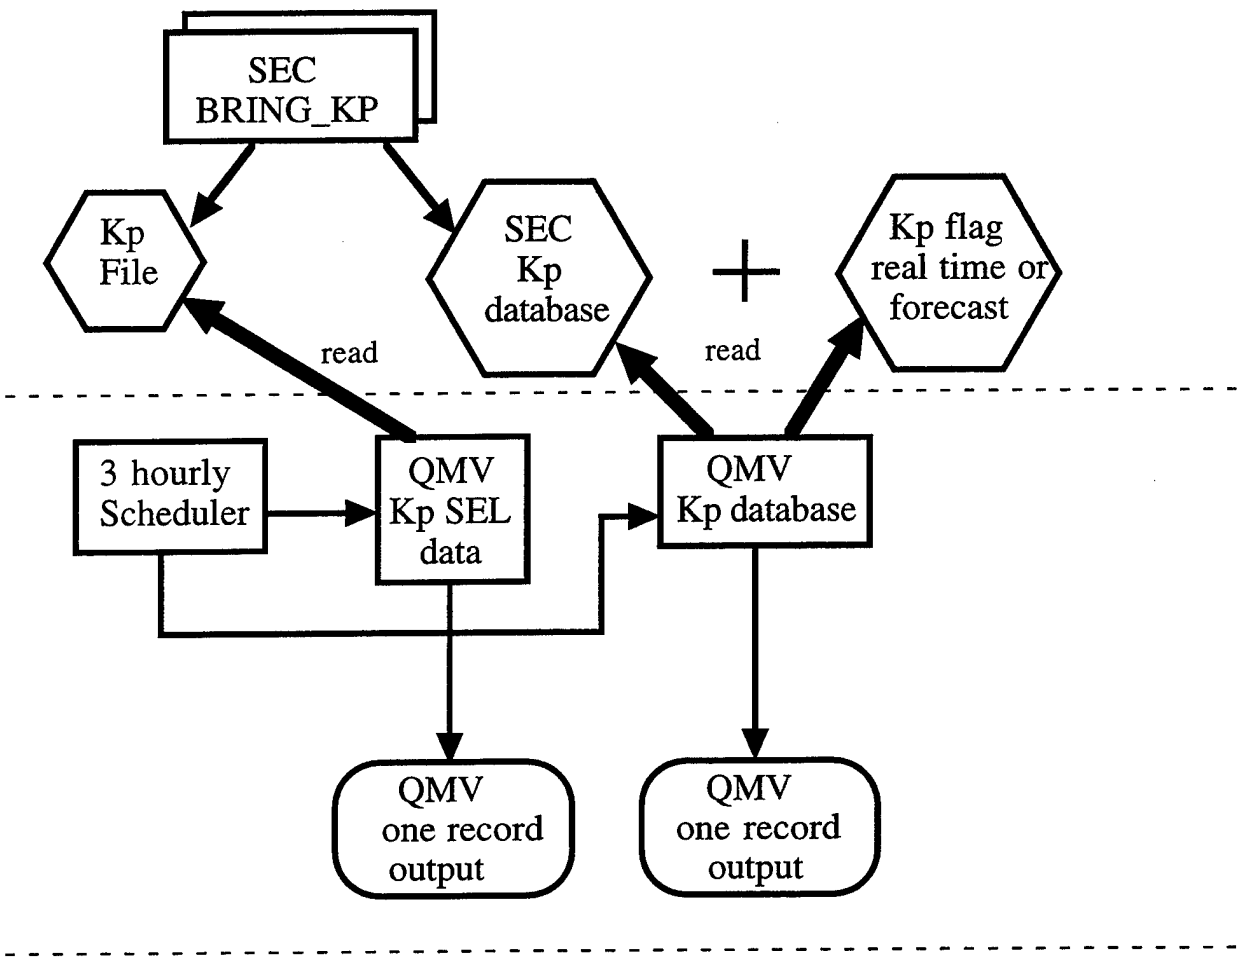 SEC
BRING_KP
Kp
File
SEC
Kp
database
Kp flag
real time or
forecast
read
read
3 hourly
Scheduler
QMV
Kp SEL
data
QMV
Kp database
QMV
one record
output
QMV
one record
output